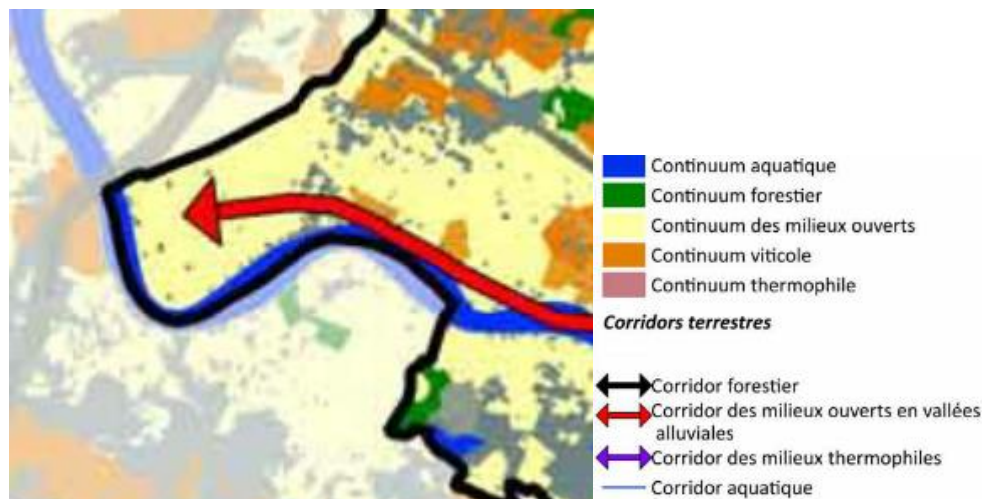 Continuum aquatique
Continuum forestier
Continuum des milieux ouverts
Continuum viticole
Continuum thermophile
Corridors terrestres
Corridor forestier
Corridor des milieux ouverts en vallées
alluviales
Corridor des milieux thermophiles
Corridor aquatique